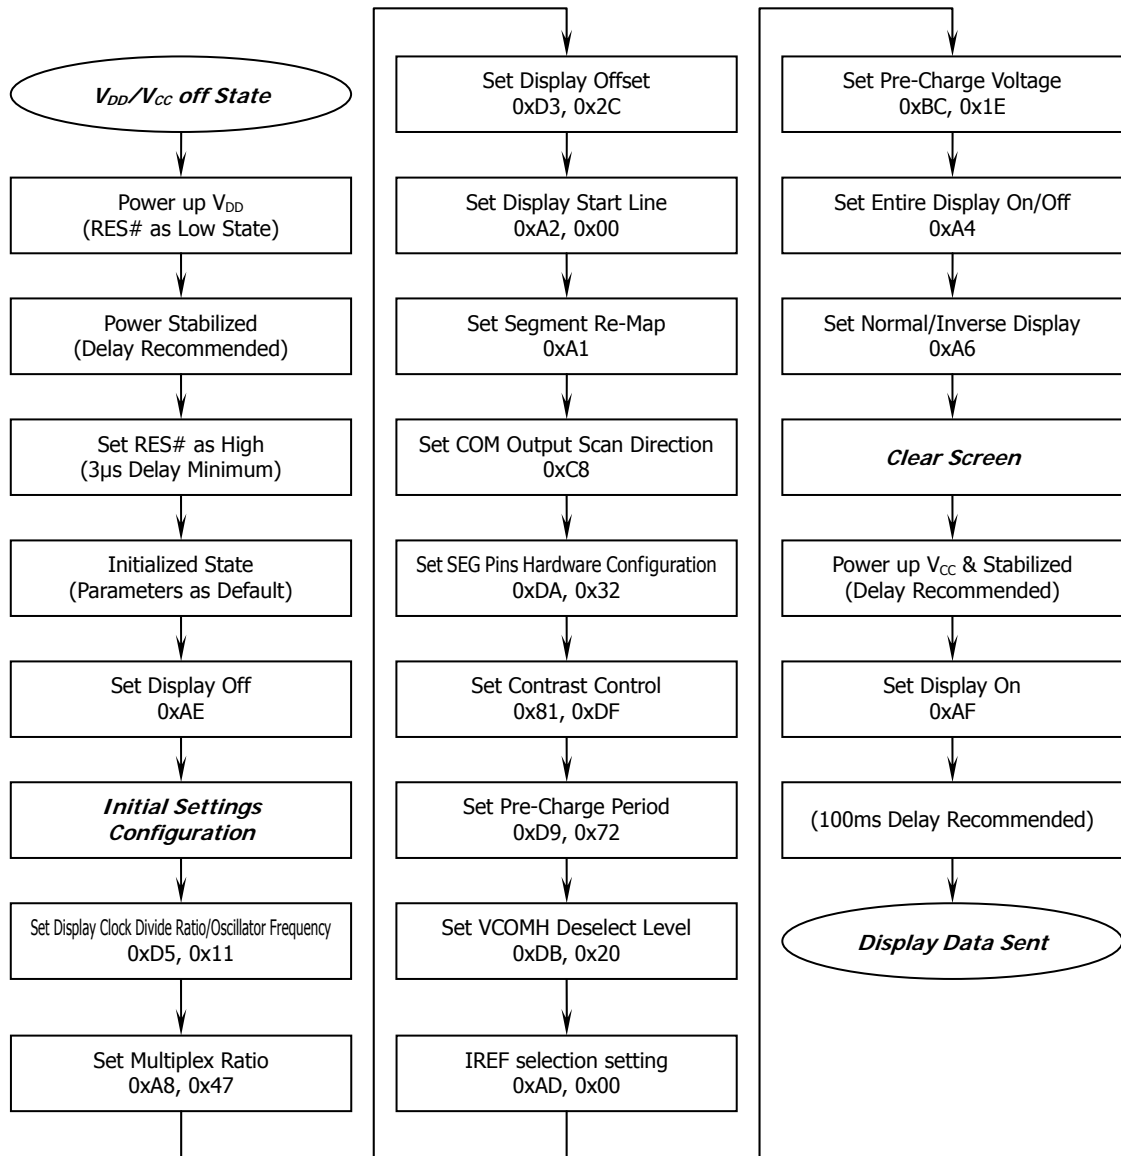 V_DD/V_CC off State
Power up V_DD
(RES# as Low State)
Power Stabilized
(Delay Recommended)
Set RES# as High
(3μs Delay Minimum)
Initialized State
(Parameters as Default)
Set Display Off
0xAE
Initial Settings
Configuration
Set Display Clock Divide Ratio/Oscillator Frequency
0xD5, 0x11
Set Multiplex Ratio
0xA8, 0x47
Set Display Offset
0xD3, 0x2C
Set Display Start Line
0xA2, 0x00
Set Segment Re-Map
0xA1
Set COM Output Scan Direction
0xC8
Set SEG Pins Hardware Configuration
0xDA, 0x32
Set Contrast Control
0x81, 0xDF
Set Pre-Charge Period
0xD9, 0x72
Set VCOMH Deselect Level
0xDB, 0x20
IREF selection setting
0xAD, 0x00
Set Pre-Charge Voltage
0xBC, 0x1E
Set Entire Display On/Off
0xA4
Set Normal/Inverse Display
0xA6
Clear Screen
Power up V_CC & Stabilized
(Delay Recommended)
Set Display On
0xAF
(100ms Delay Recommended)
Display Data Sent